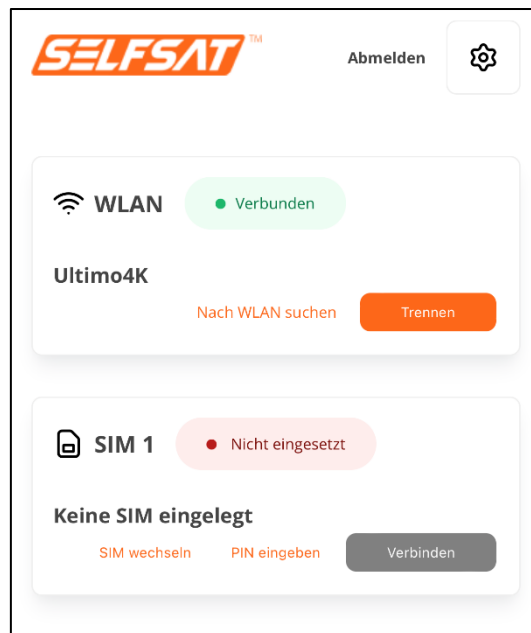 SELFSAT™
Abmelden
WLAN
Verbunden
Ultimo4K
Nach WLAN suchen
Trennen
SIM 1
Nicht eingesetzt
Keine SIM eingelegt
SIM wechseln
PIN eingeben
Verbinden